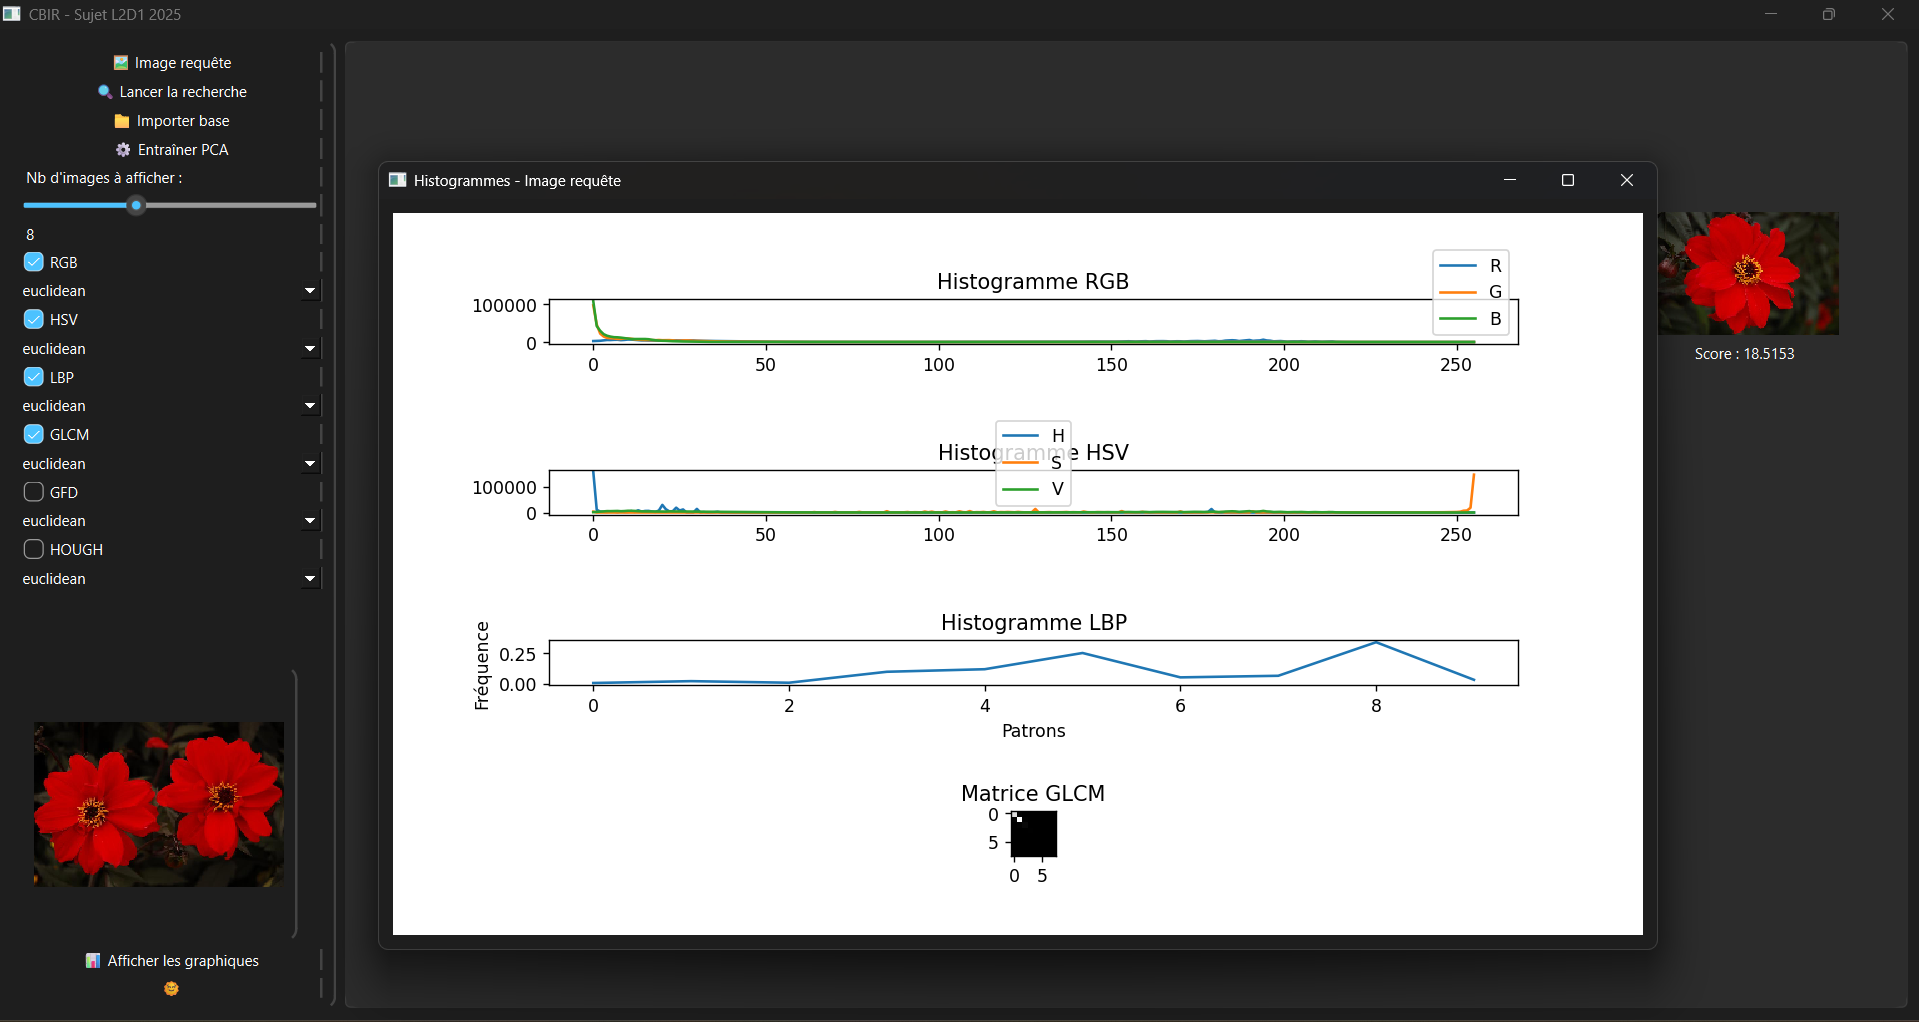 CBIR - Sujet L2D1 2025
Image requête
Lancer la recherche
Importer base
Entraîner PCA
Nb d'images à afficher :
8
RGB
euclidean
HSV
euclidean
LBP
euclidean
GLCM
euclidean
GFD
euclidean
HOUGH
euclidean
Afficher les graphiques
Histogrammes - Image requête
Histogramme RGB
R
G
B
100000
0
0 50 100 150 200 250
Histogramme HSV
H
S
V
100000
0
0 50 100 150 200 250
Histogramme LBP
Fréquence
0.25
0.00
0 2 4 6 8
Patrons
Matrice GLCM
0
5
0 5
Score : 18.5153